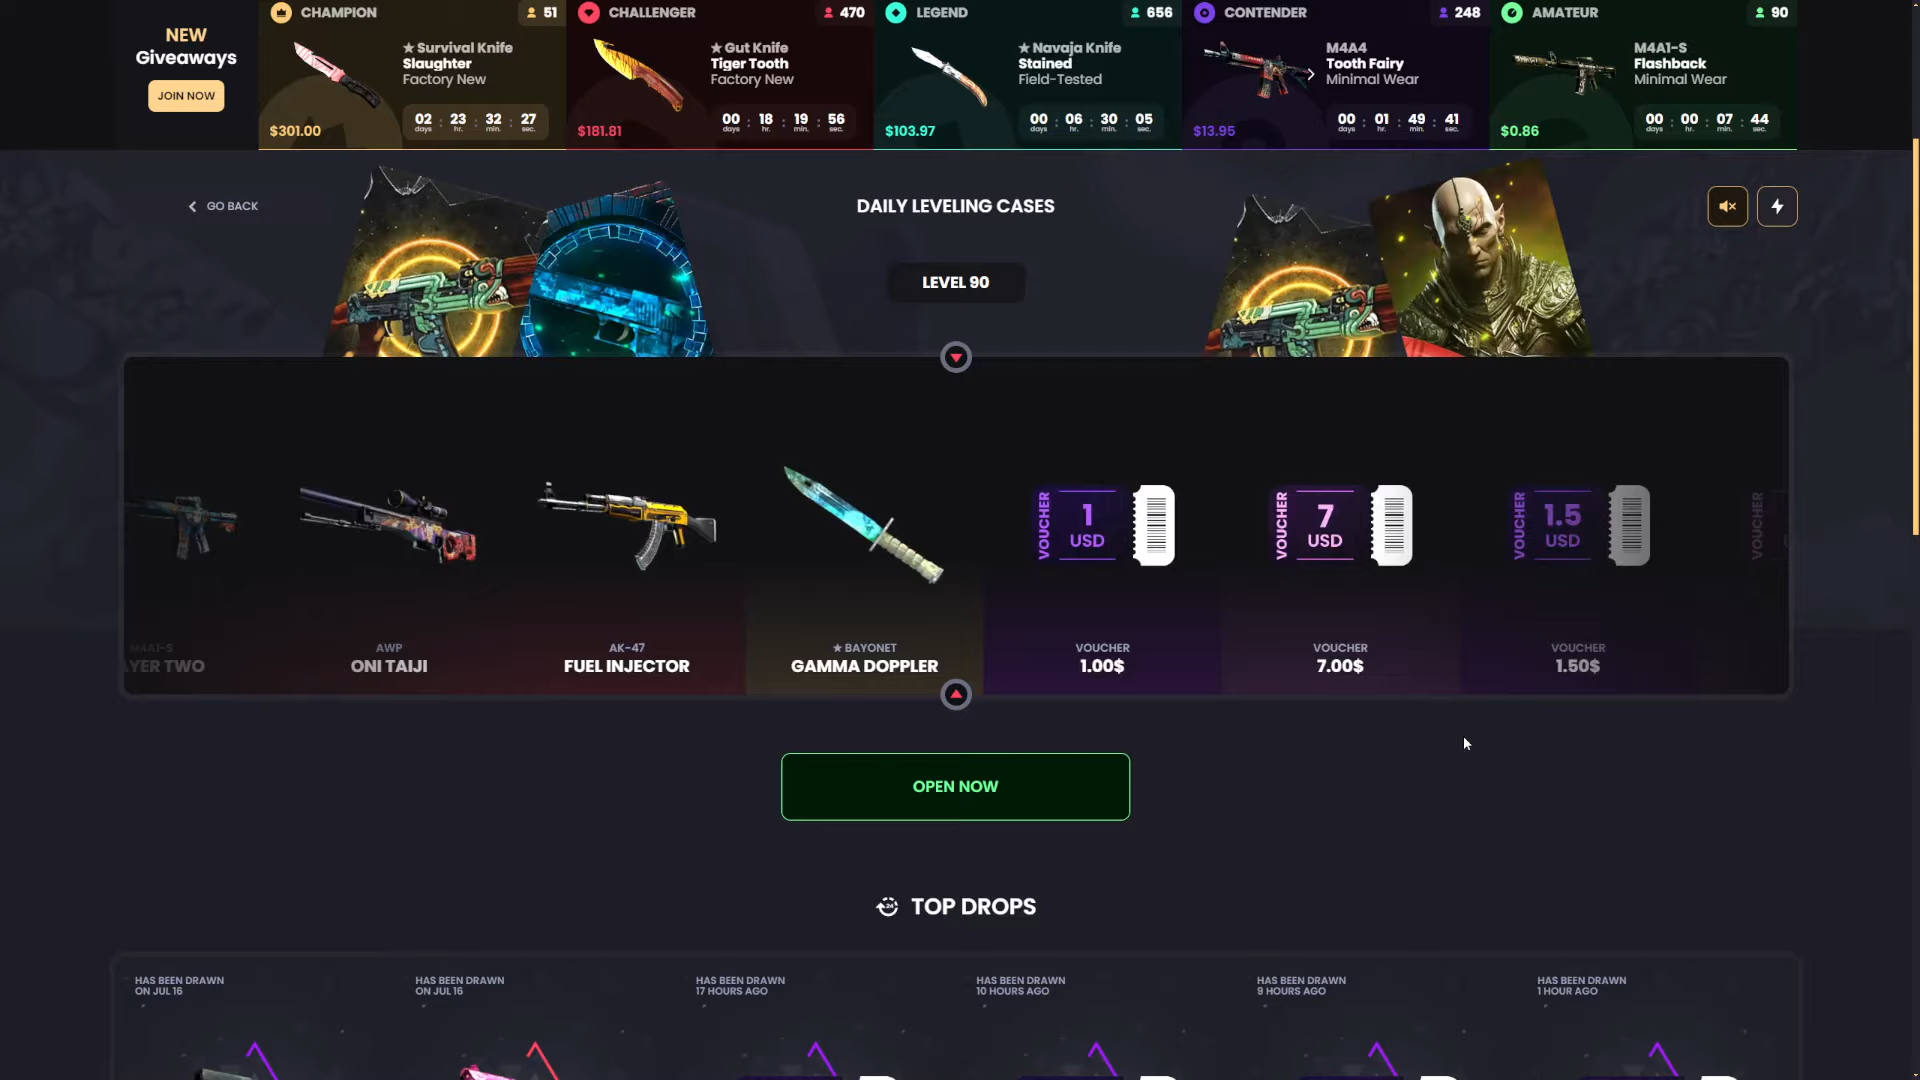 NEW
Giveaways
JOIN NOW
CHAMPION
51
★ Survival Knife
Slaughter
Factory New
$301.00
02 : 23 : 32 : 27
days hr. min. sec.
CHALLENGER
470
★ Gut Knife
Tiger Tooth
Factory New
$181.81
00 : 18 : 19 : 56
days hr. min. sec.
LEGEND
656
★ Navaja Knife
Stained
Field-Tested
$103.97
00 : 06 : 30 : 05
days hr. min. sec.
CONTENDER
248
M4A4
Tooth Fairy
Minimal Wear
$13.95
00 : 01 : 49 : 41
days hr. min. sec.
AMATEUR
90
M4A1-S
Flashback
Minimal Wear
$0.86
00 : 00 : 07 : 44
days hr. min. sec.
GO BACK
DAILY LEVELING CASES
LEVEL 90
VOUCHER
1
USD
VOUCHER
7
USD
VOUCHER
1.5
USD
VOUCHER
M4A1-S
AYER TWO
AWP
ONI TAIJI
AK-47
FUEL INJECTOR
★ BAYONET
GAMMA DOPPLER
VOUCHER
1.00$
VOUCHER
7.00$
VOUCHER
1.50$
OPEN NOW
24
TOP DROPS
HAS BEEN DRAWN
ON JUL 16
HAS BEEN DRAWN
ON JUL 16
HAS BEEN DRAWN
17 HOURS AGO
HAS BEEN DRAWN
10 HOURS AGO
HAS BEEN DRAWN
9 HOURS AGO
HAS BEEN DRAWN
1 HOUR AGO